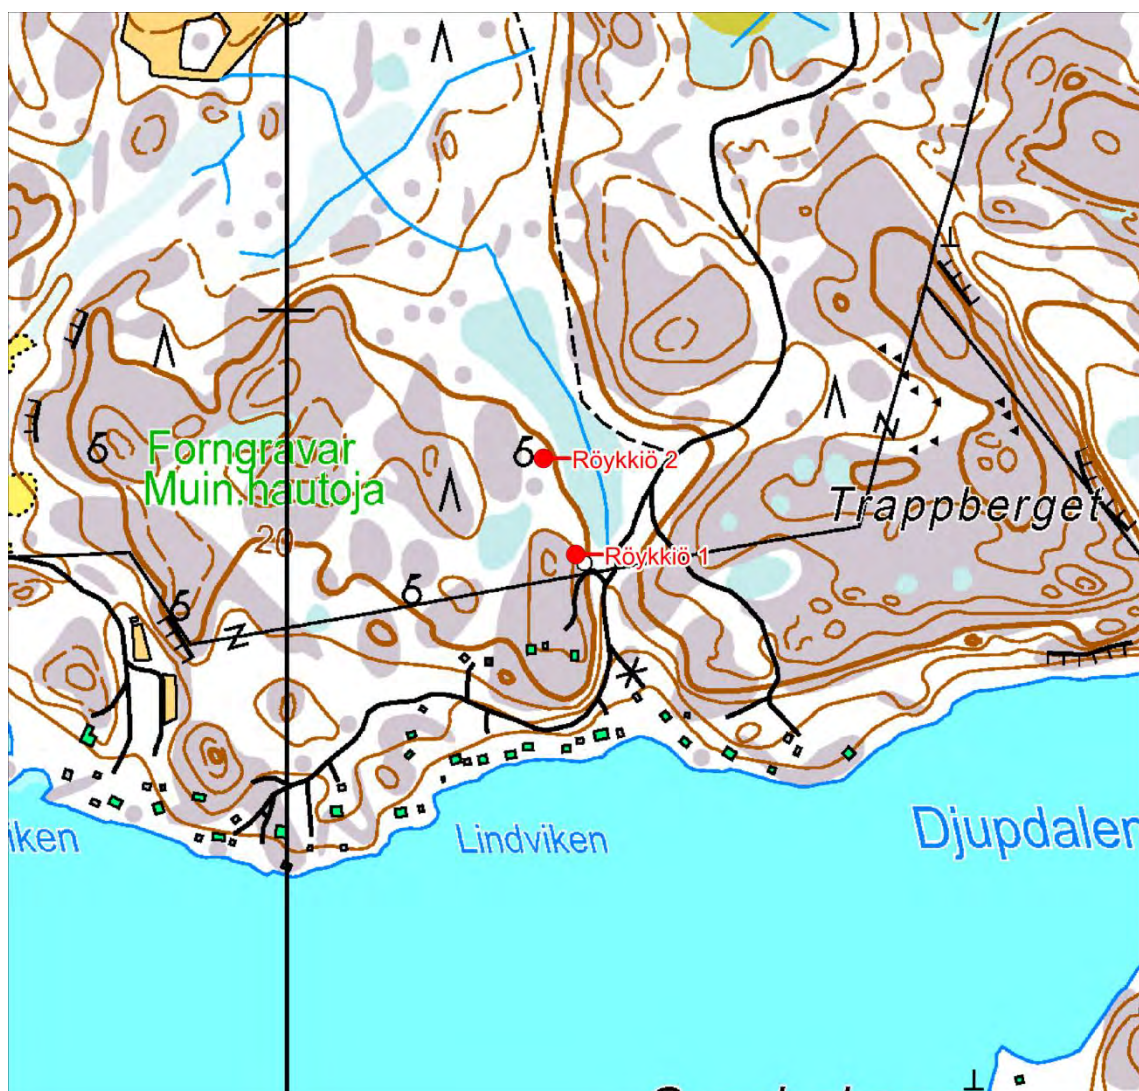 Forngravar
Muin.hautoja
Röykkiö 2
Trappberget
20
Röykkiö 1
iken
Lindviken
Djupdalen